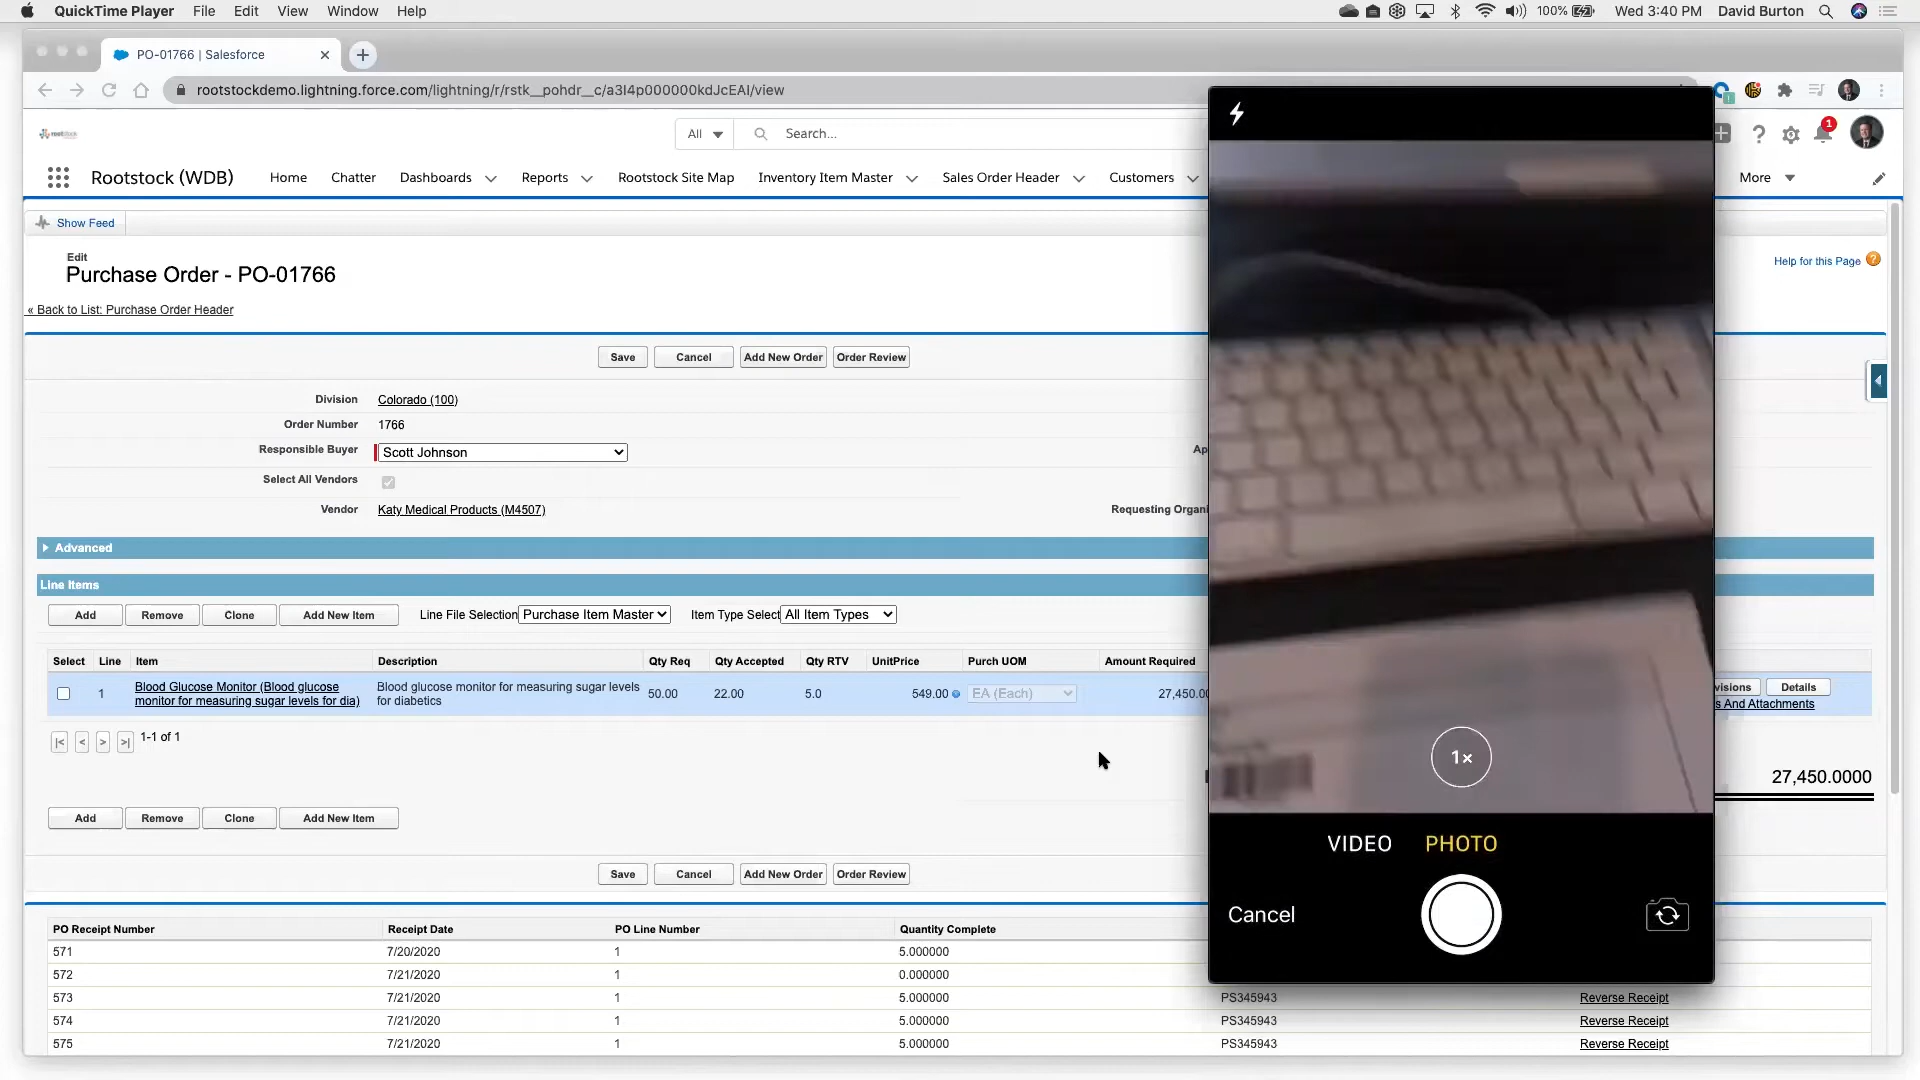 QuickTime Player File Edit View Window Help 100% Wed 3:40 PM David Burton
PO-01766 | Salesforce
rootstockdemo.lightning.force.com/lightning/r/rstk__pohdr__c/a3I4p000000kdJcEAI/view
rootstock All Search... 1
Rootstock (WDB) Home Chatter Dashboards Reports Rootstock Site Map Inventory Item Master Sales Order Header Customers More
Show Feed
Edit
Purchase Order - PO-01766
Help for this Page
« Back to List: Purchase Order Header
Save Cancel Add New Order Order Review
Division Colorado (100)
Order Number 1766
Responsible Buyer Scott Johnson Ap
Select All Vendors
Vendor Katy Medical Products (M4507) Requesting Organi
Advanced
Line Items
Add Remove Clone Add New Item Line File Selection Purchase Item Master Item Type Select All Item Types
Select Line Item Description Qty Req Qty Accepted Qty RTV UnitPrice Purch UOM Amount Required
1 Blood Glucose Monitor (Blood glucose monitor for measuring sugar levels for dia) Blood glucose monitor for measuring sugar levels for diabetics 50.00 22.00 5.0 549.00 EA (Each) 27,450.00 visions Details
s And Attachments
|< < > >| 1-1 of 1
27,450.0000
Add Remove Clone Add New Item
Save Cancel Add New Order Order Review
PO Receipt Number Receipt Date PO Line Number Quantity Complete
571 7/20/2020 1 5.000000
572 7/21/2020 1 0.000000
573 7/21/2020 1 5.000000 PS345943 Reverse Receipt
574 7/21/2020 1 5.000000 PS345943 Reverse Receipt
575 7/21/2020 1 5.000000 PS345943 Reverse Receipt
1x
VIDEO PHOTO
Cancel